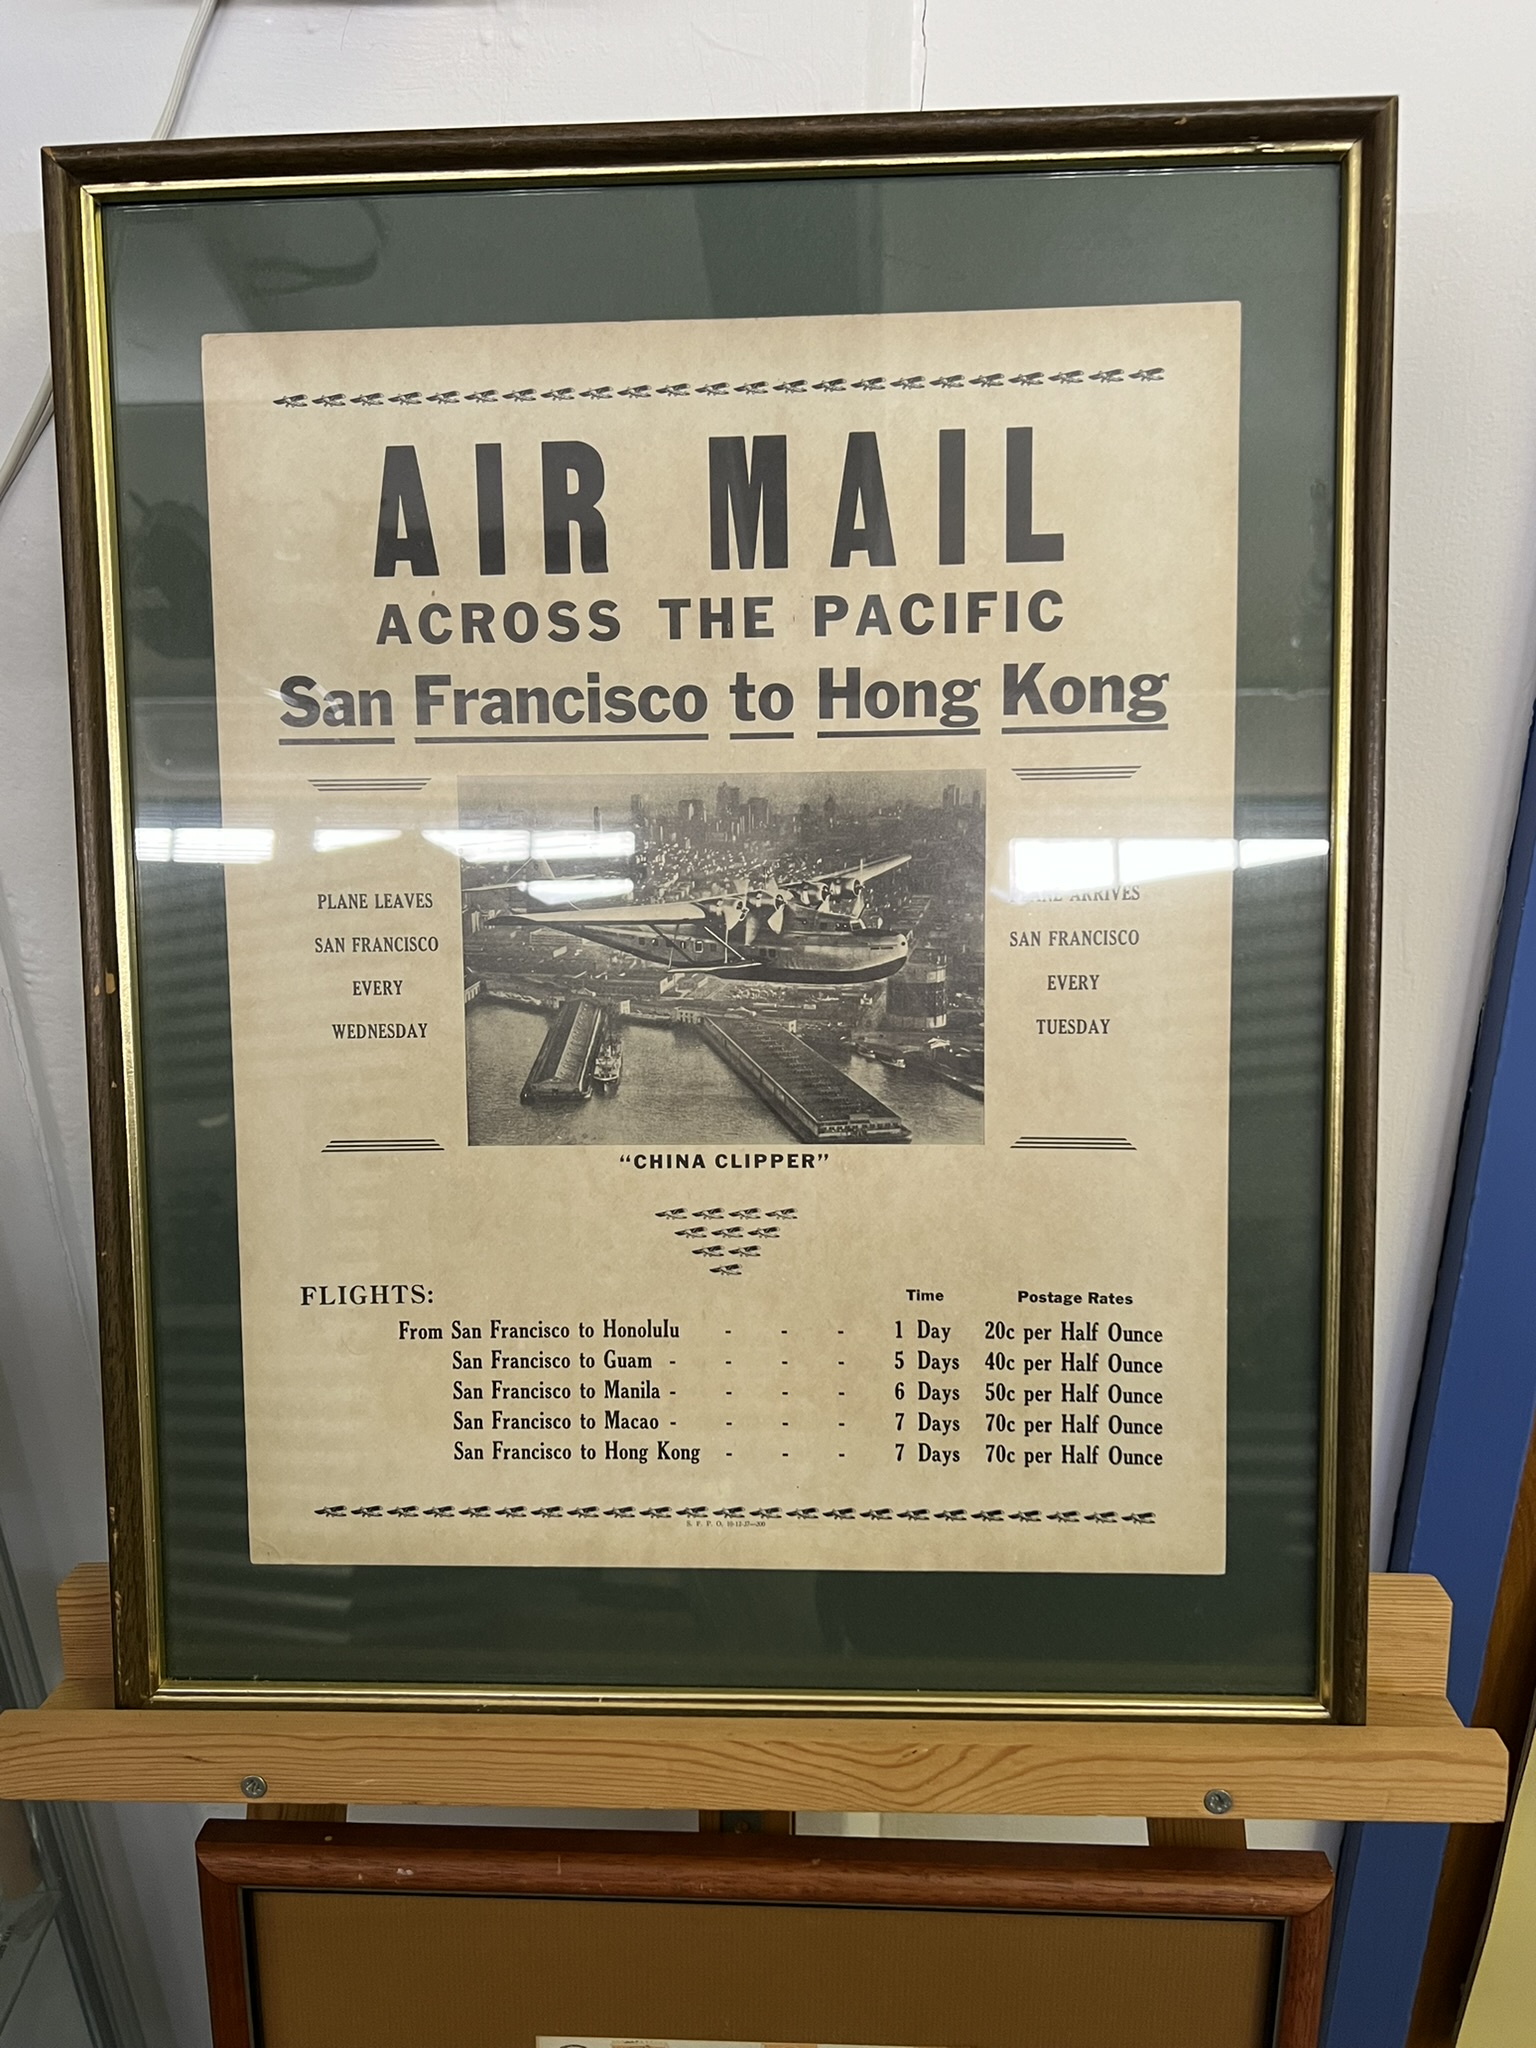 AIR MAIL
ACROSS THE PACIFIC
San Francisco to Hong Kong
PLANE LEAVES
SAN FRANCISCO
EVERY
WEDNESDAY
PLANE ARRIVES
SAN FRANCISCO
EVERY
TUESDAY
“CHINA CLIPPER”
FLIGHTS: Time Postage Rates
From San Francisco to Honolulu - - - 1 Day 20c per Half Ounce
San Francisco to Guam - - - - 5 Days 40c per Half Ounce
San Francisco to Manila - - - - 6 Days 50c per Half Ounce
San Francisco to Macao - - - - 7 Days 70c per Half Ounce
San Francisco to Hong Kong - - - 7 Days 70c per Half Ounce
S. F. P. O.